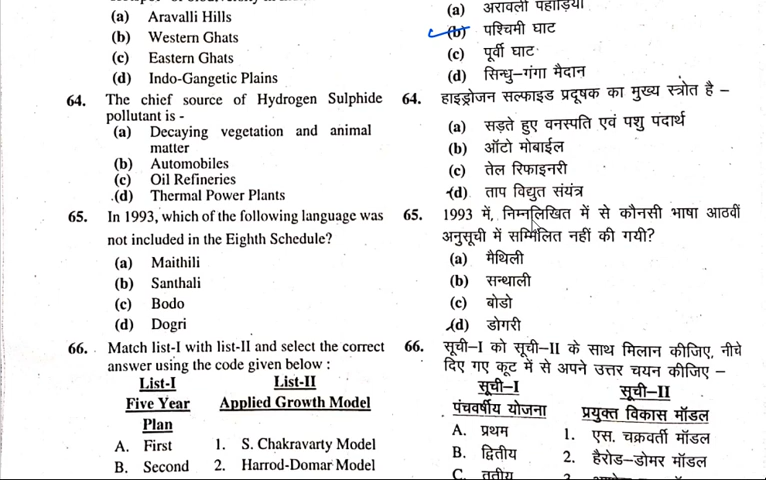 (a) Aravalli Hills
(b) Western Ghats
(c) Eastern Ghats
(d) Indo-Gangetic Plains
64. The chief source of Hydrogen Sulphide
pollutant is -
(a) Decaying vegetation and animal
matter
(b) Automobiles
(c) Oil Refineries
(d) Thermal Power Plants
65. In 1993, which of the following language was
not included in the Eighth Schedule?
(a) Maithili
(b) Santhali
(c) Bodo
(d) Dogri
66. Match list-I with list-II and select the correct
answer using the code given below :
List-I List-II
Five Year Applied Growth Model
Plan
A. First 1. S. Chakravarty Model
B. Second 2. Harrod-Domar Model
(a) अरावली पहाड़ियाँ
(b) पश्चिमी घाट
(c) पूर्वी घाट
(d) सिन्धु-गंगा मैदान
64. हाइड्रोजन सल्फाइड प्रदूषक का मुख्य स्त्रोत है –
(a) सड़ते हुए वनस्पति एवं पशु पदार्थ
(b) ऑटो मोबाईल
(c) तेल रिफाइनरी
(d) ताप विद्युत संयंत्र
65. 1993 में, निम्नलिखित में से कौनसी भाषा आठवीं
अनुसूची में सम्मिलित नहीं की गयी?
(a) मैथिली
(b) सन्थाली
(c) बोडो
(d) डोगरी
66. सूची-I को सूची-II के साथ मिलान कीजिए, नीचे
दिए गए कूट में से अपने उत्तर चयन कीजिए –
सूची-I सूची-II
पंचवर्षीय योजना प्रयुक्त विकास मॉडल
A. प्रथम 1. एस. चक्रवर्ती मॉडल
B. द्वितीय 2. हैरोड-डोमर मॉडल
C. तृतीय